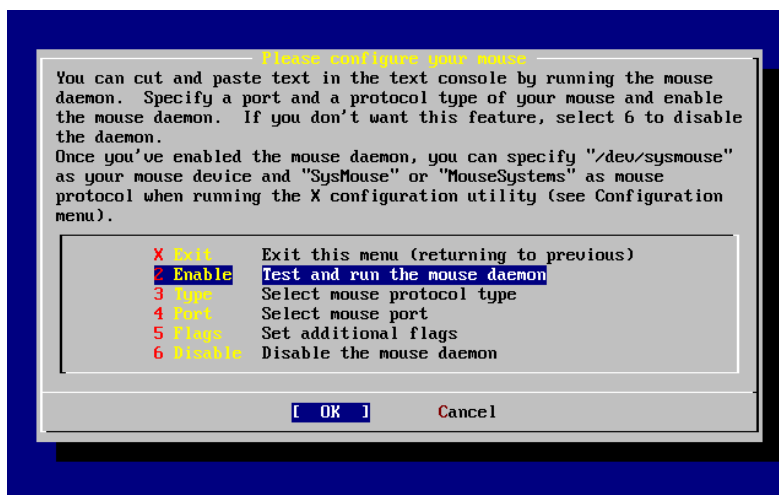 Please configure your mouse
You can cut and paste text in the text console by running the mouse
daemon.  Specify a port and a protocol type of your mouse and enable
the mouse daemon.  If you don't want this feature, select 6 to disable
the daemon.
Once you've enabled the mouse daemon, you can specify "/dev/sysmouse"
as your mouse device and "SysMouse" or "MouseSystems" as mouse
protocol when running the X configuration utility (see Configuration
menu).
X Exit Exit this menu (returning to previous)
2 Enable Test and run the mouse daemon
3 Type Select mouse protocol type
4 Port Select mouse port
5 Flags Set additional flags
6 Disable Disable the mouse daemon
[ OK ] Cancel